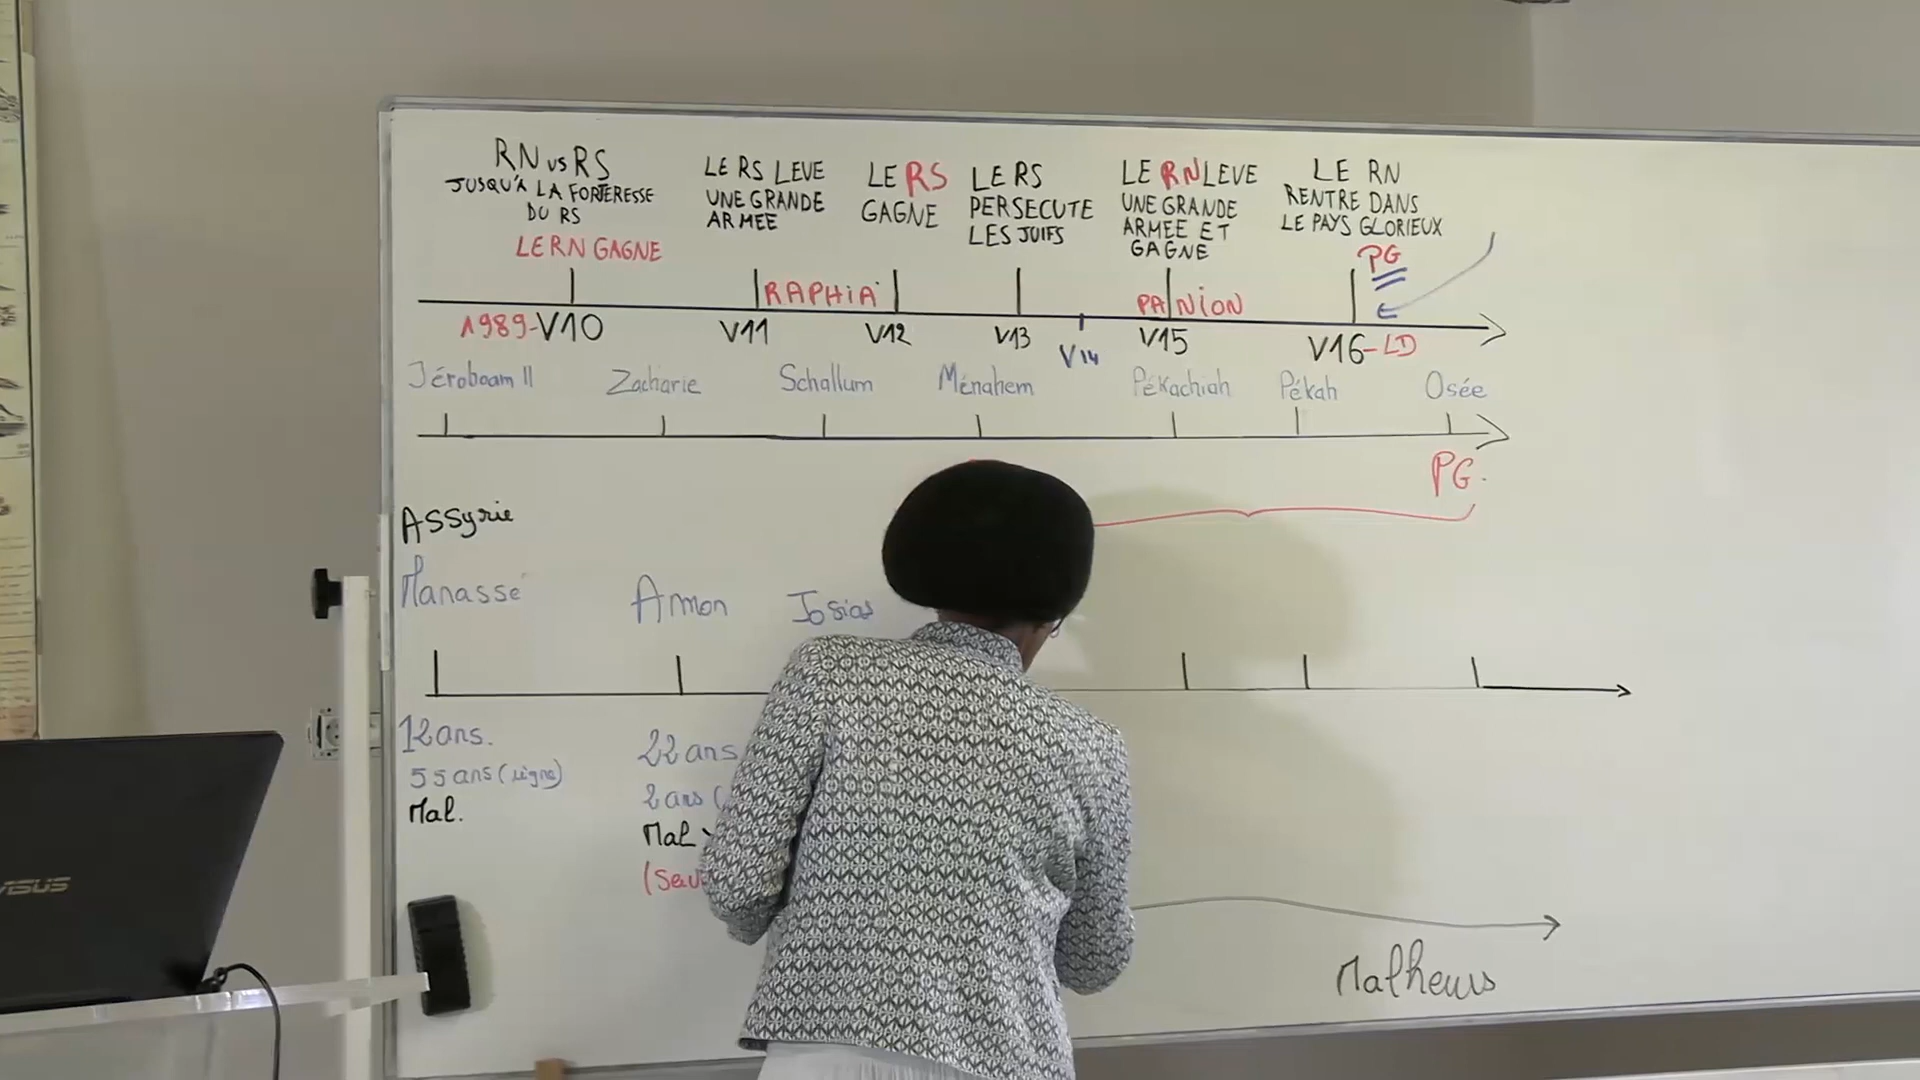 RN vs RS
JUSQU'À LA FORTERESSE
DU RS
LE RN GAGNE
LE RS LEVE
UNE GRANDE
ARMEE
LE RS
GAGNE
LE RS
PERSECUTE
LES JUIFS
LE RN LEVE
UNE GRANDE
ARMEE ET
GAGNE
LE RN
RENTRE DANS
LE PAYS GLORIEUX
PG
RAPHIA
PANION
1989-V10
V11
V12
V13
V14
V15
V16-LD
Jéroboam II
Zacharie
Schallum
Ménahem
Pékachiah
Pékah
Osée
PG.
ASSyrie
Manassé
Amon
Josias
12 ans.
55 ans (règne)
Mal.
22 ans
2 ans (
Mal
Malheurs
ASUS